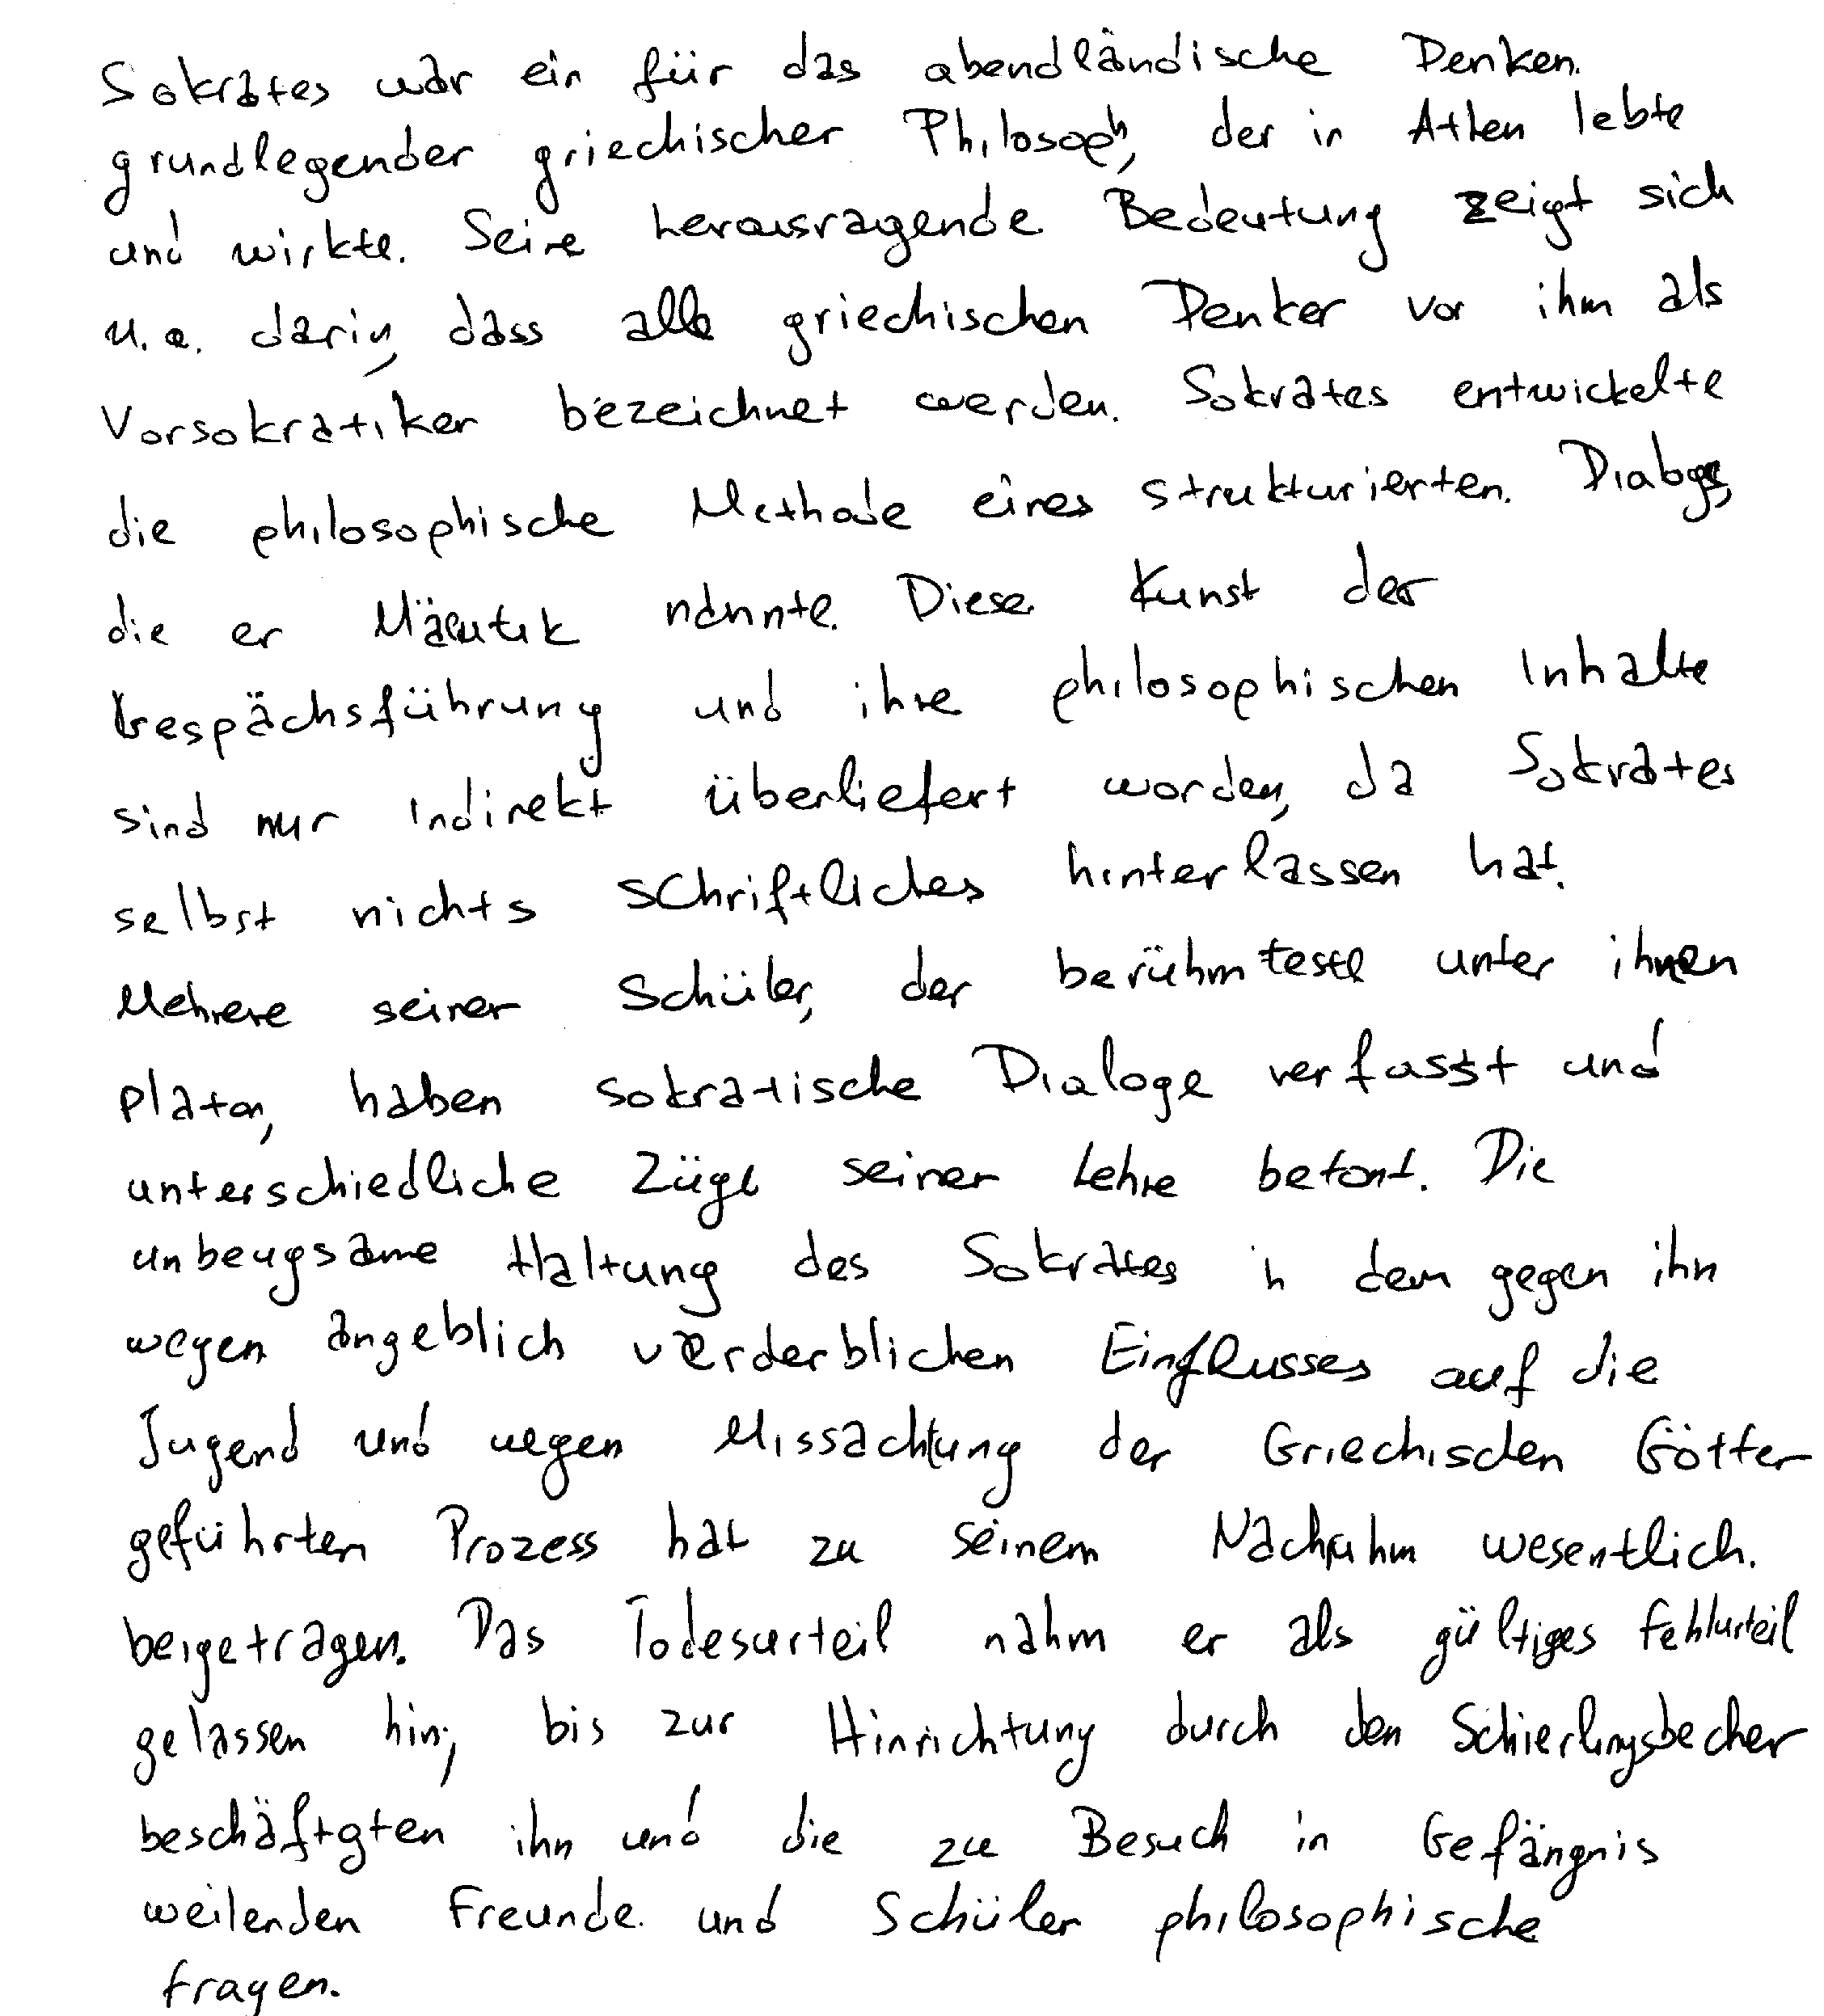 Sokrates war ein für das abendländische Denken
grundlegender griechischer Philosoph, der in Athen lebte
und wirkte. Seine herausragende Bedeutung zeigt sich
u.a. darin, dass alle griechischen Denker vor ihm als
Vorsokratiker bezeichnet werden. Sokrates entwickelte
die philosophische Methode eines strukturierten Dialogs,
die er Mäeutik nannte. Diese Kunst der
Gespächsführung und ihre philosophischen Inhalte
sind nur indirekt überliefert worden, da Sokrates
selbst nichts Schriftliches hinterlassen hat.
Mehrere seiner Schüler, der berühmteste unter ihnen
Platon, haben sokratische Dialoge verfasst und
unterschiedliche Züge seiner Lehre betont. Die
unbeugsame Haltung des Sokrates in dem gegen ihn
wegen angeblich verderblichen Einflusses auf die
Jugend und wegen Missachtung der Griechischen Götter
geführten Prozess hat zu seinem Nachruhm wesentlich
beigetragen. Das Todesurteil nahm er als gültiges Fehlurteil
gelassen hin; bis zur Hinrichtung durch den Schierlingsbecher
beschäftgten ihn und die zu Besuch in Gefängnis
weilenden Freunde und Schüler philosophische
Fragen.